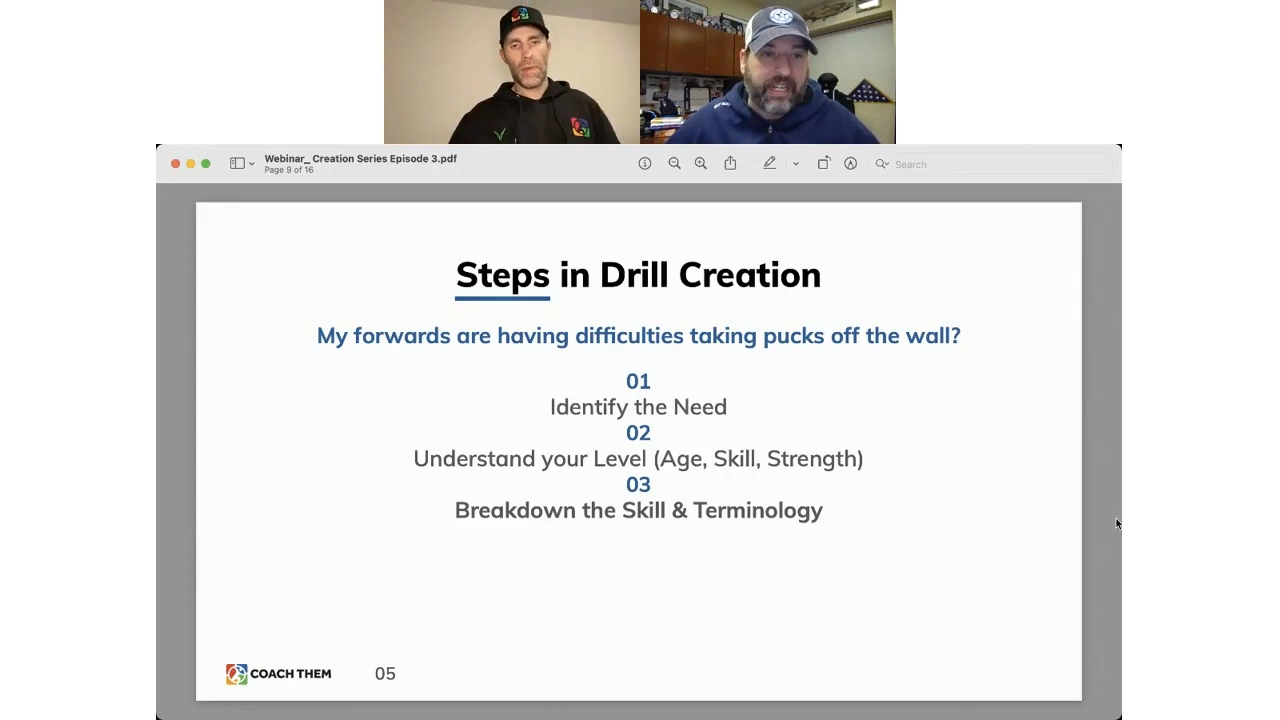 Webinar_ Creation Series Episode 3.pdf
Page 9 of 16
Search
Steps in Drill Creation
My forwards are having difficulties taking pucks off the wall?
01
Identify the Need
02
Understand your Level (Age, Skill, Strength)
03
Breakdown the Skill & Terminology
COACH THEM
05